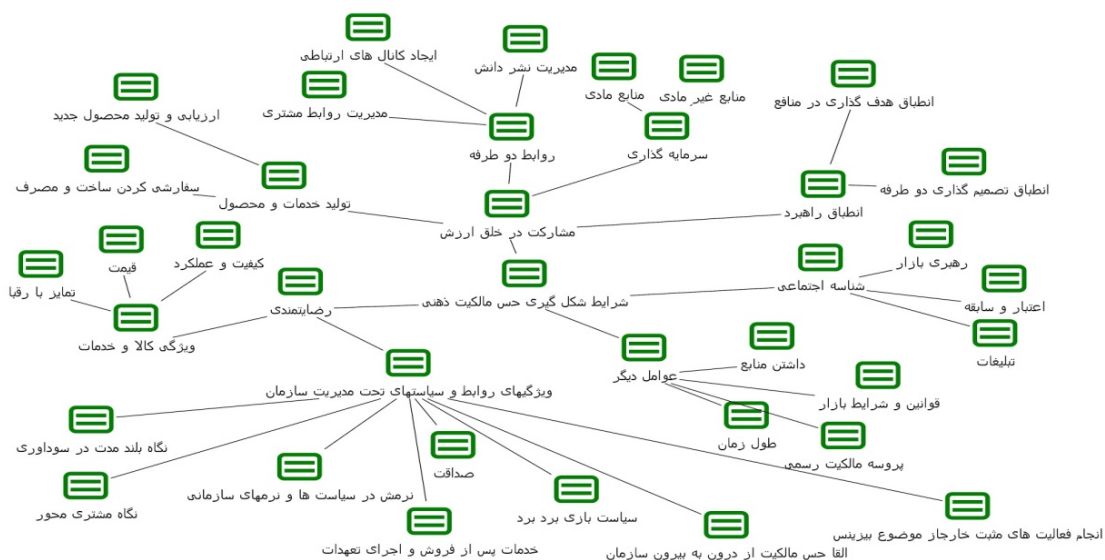 ایجاد کانال های ارتباطی
مدیریت نشر دانش
منابع غیر مادی
منابع مادی
انطباق هدف گذاری در منافع
ارزیابی و تولید محصول جدید
مدیریت روابط مشتری
روابط دو طرفه
سرمایه گذاری
سفارشی کردن ساخت و مصرف
تولید خدمات و محصول
انطباق تصمیم گذاری دو طرفه
انطباق راهبرد
مشارکت در خلق ارزش
کیفیت و عملکرد
قیمت
تمایز با رقبا
رهبری بازار
شناسه اجتماعی
شرایط شکل گیری حس مالکیت ذهنی
رضایتمندی
اعتبار و سابقه
ویژگی کالا و خدمات
تبلیغات
داشتن منابع
عوامل دیگر
ویژگیهای روابط و سیاستهای تحت مدیریت سازمان
قوانین و شرایط بازار
طول زمان
نگاه بلند مدت در سوداوری
پروسه مالکیت رسمی
صداقت
نرمش در سیاست ها و نرمهای سازمانی
نگاه مشتری محور
سیاست بازی برد برد
انجام فعالیت های مثبت خارجاز موضوع بیزینس
خدمات پس از فروش و اجرای تعهدات
القا حس مالکیت از درون به بیرون سازمان